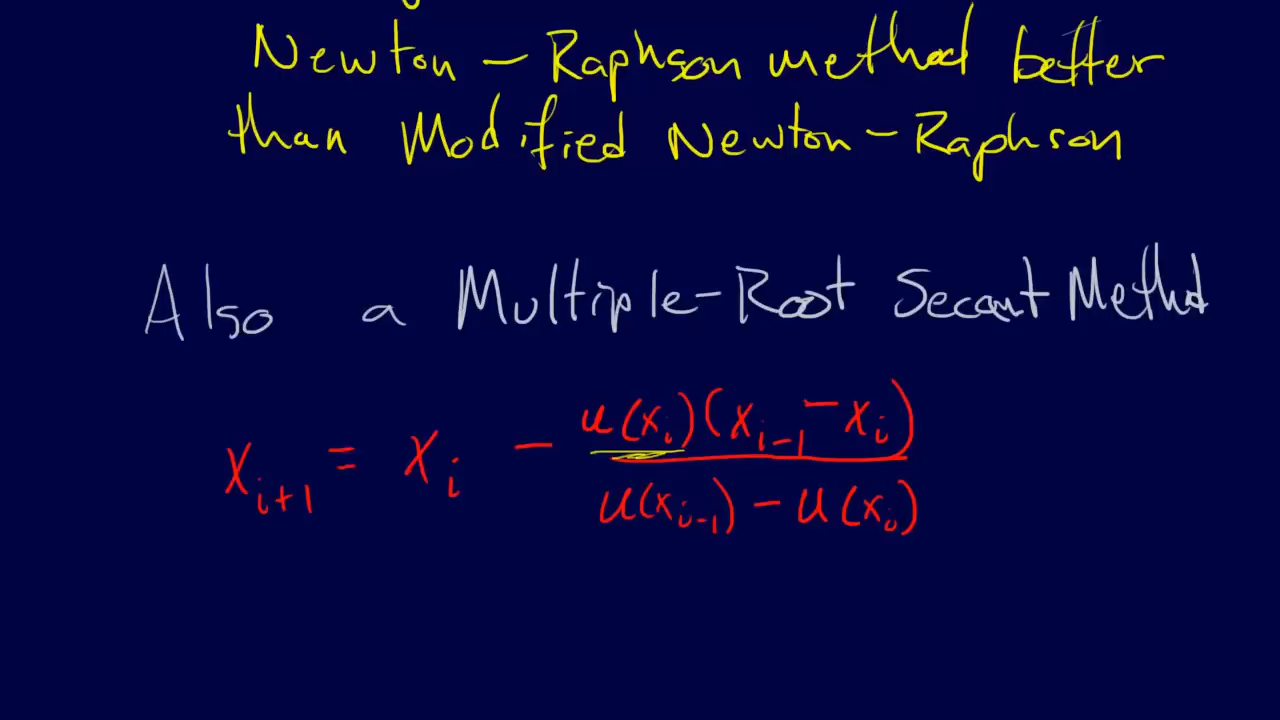 Newton - Raphson method better
than Modified Newton - Raphson
Also a Multiple-Root Secant Method
x_{i+1} = x_i - \frac{u(x_i)(x_{i-1} - x_i)}{u(x_{i-1}) - u(x_i)}